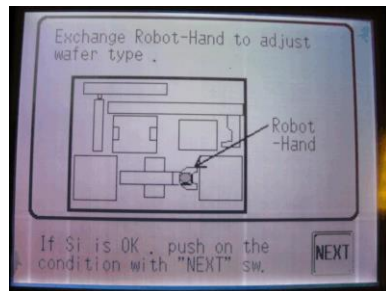 Exchange Robot-Hand to adjust
wafer type .
Robot
-Hand
If Si is OK . push on the
condition with "NEXT" sw.
NEXT